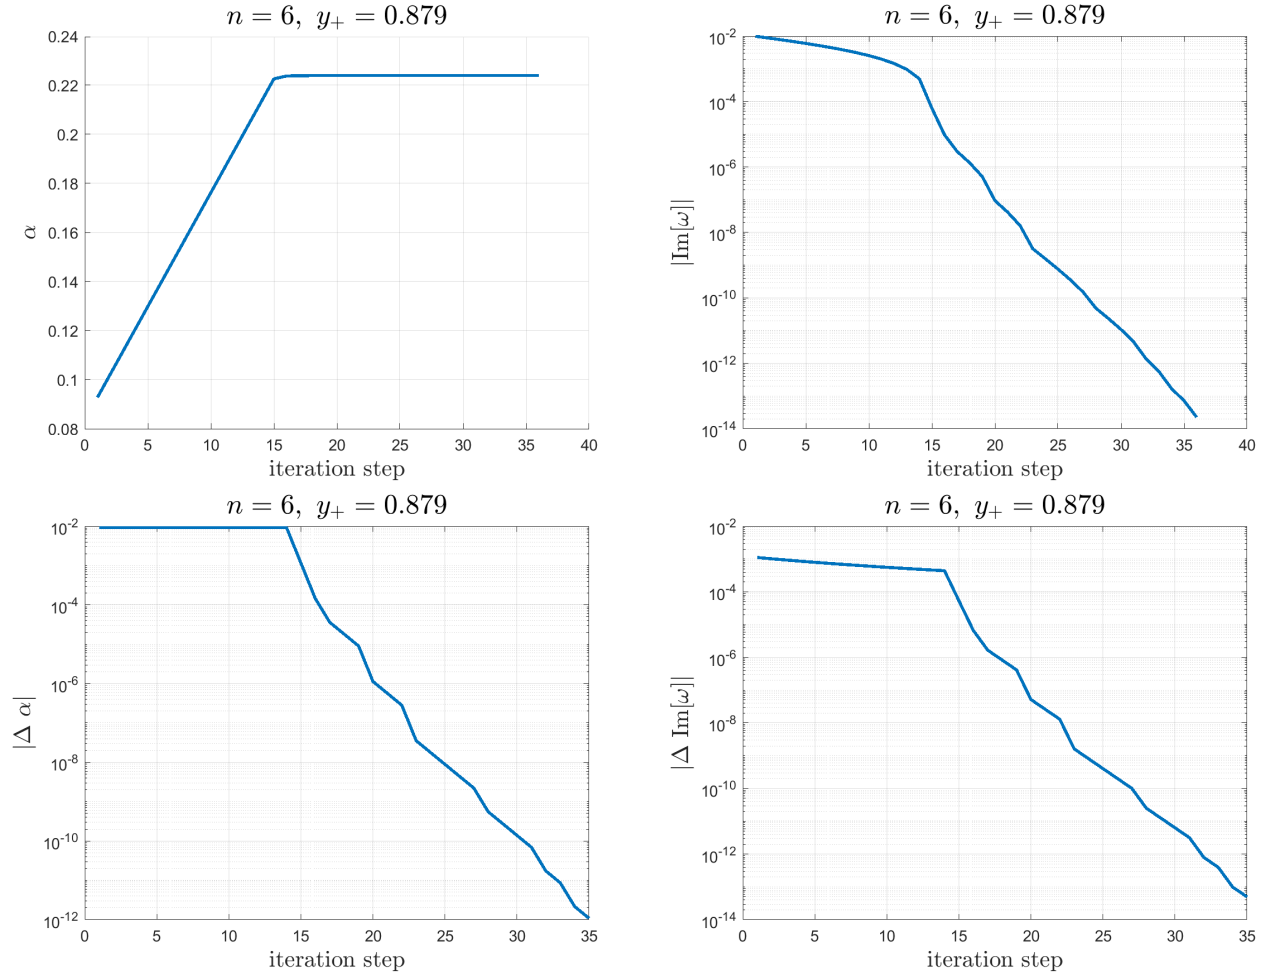 n = 6, y₊ = 0.879
0.24
0.22
0.2
0.18
0.16
0.14
0.12
0.1
0.08
α
0 5 10 15 20 25 30 35 40
iteration step
n = 6, y₊ = 0.879
10⁻²
10⁻⁴
10⁻⁶
10⁻⁸
10⁻¹⁰
10⁻¹²
10⁻¹⁴
|Im[ω]|
0 5 10 15 20 25 30 35 40
iteration step
n = 6, y₊ = 0.879
10⁻²
10⁻⁴
10⁻⁶
10⁻⁸
10⁻¹⁰
10⁻¹²
|Δ α|
0 5 10 15 20 25 30 35
iteration step
n = 6, y₊ = 0.879
10⁻²
10⁻⁴
10⁻⁶
10⁻⁸
10⁻¹⁰
10⁻¹²
10⁻¹⁴
|Δ Im[ω]|
0 5 10 15 20 25 30 35
iteration step